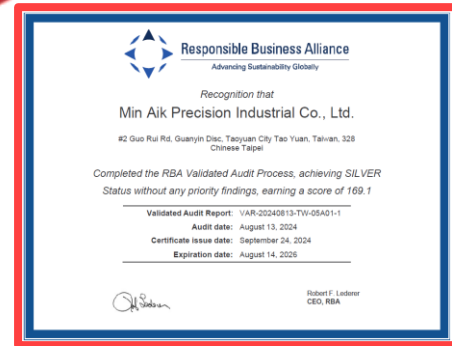 Responsible Business Alliance
Advancing Sustainability Globally
Recognition that
Min Aik Precision Industrial Co., Ltd.
#2 Guo Rui Rd, Guanyin Disc, Taoyuan City Tao Yuan, Taiwan, 328
Chinese Taipei
Completed the RBA Validated Audit Process, achieving SILVER
Status without any priority findings, earning a score of 169.1
Validated Audit Report: VAR-20240813-TW-05A01-1
Audit date: August 13, 2024
Certificate issue date: September 24, 2024
Expiration date: August 14, 2026
Robert F. Lederer
CEO, RBA